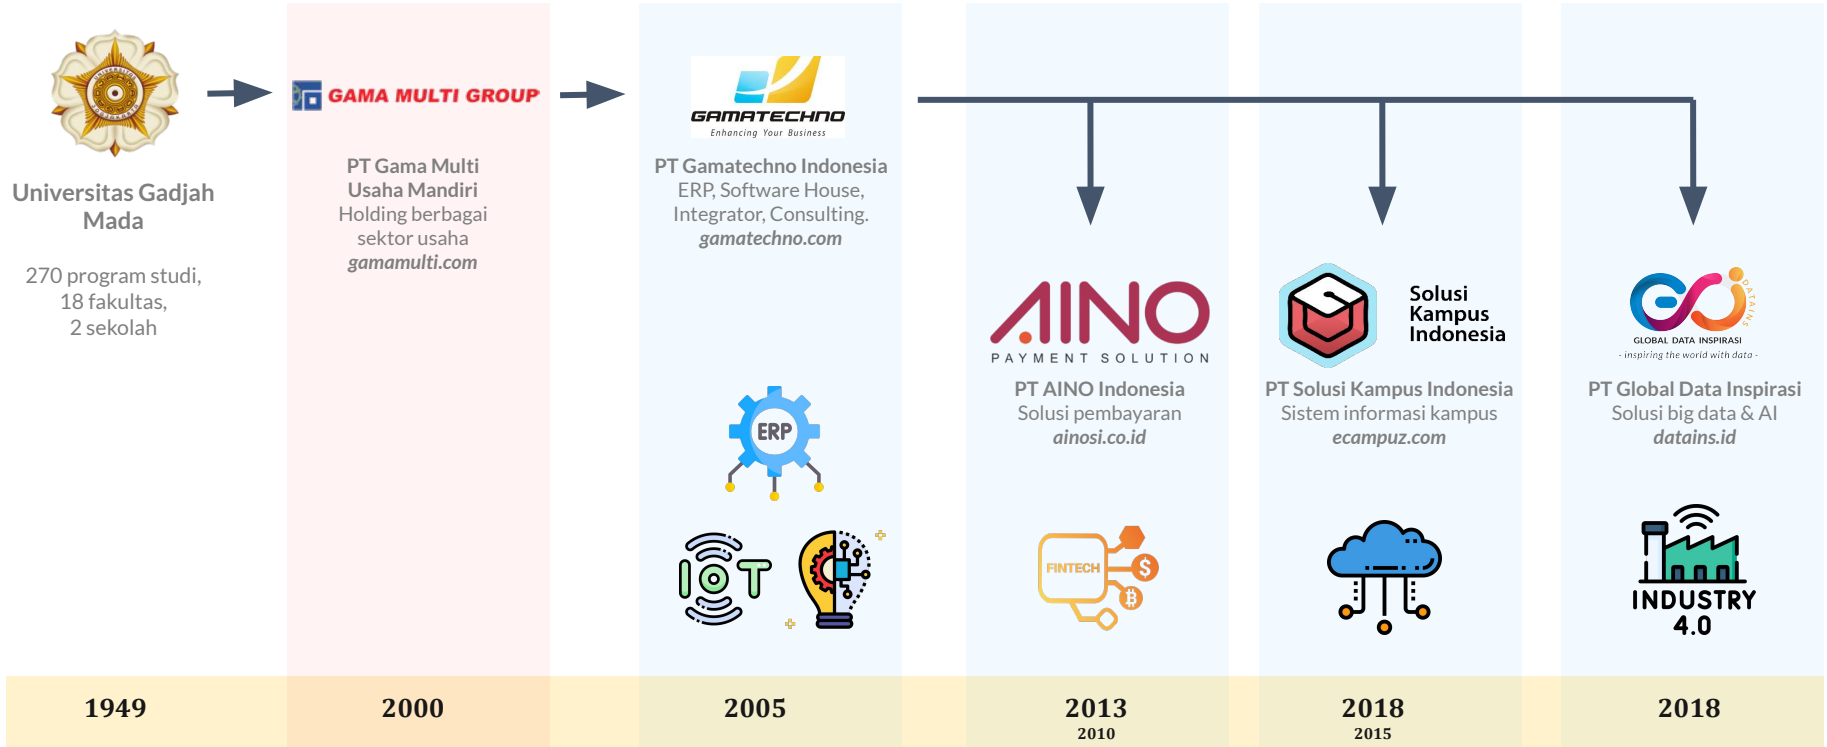 Universitas Gadjah
Mada
270 program studi,
18 fakultas,
2 sekolah
GAMA MULTI GROUP
PT Gama Multi
Usaha Mandiri
Holding berbagai
sektor usaha
gamamulti.com
GAMATECHNO
Enhancing Your Business
PT Gamatechno Indonesia
ERP, Software House,
Integrator, Consulting.
gamatechno.com
ERP
IOT
AINO
PAYMENT SOLUTION
PT AINO Indonesia
Solusi pembayaran
ainosi.co.id
FINTECH
Solusi
Kampus
Indonesia
PT Solusi Kampus Indonesia
Sistem informasi kampus
ecampuz.com
DATAINS
GLOBAL DATA INSPIRASI
- inspiring the world with data -
PT Global Data Inspirasi
Solusi big data & AI
datains.id
INDUSTRY
4.0
1949
2000
2005
2013
2010
2018
2015
2018